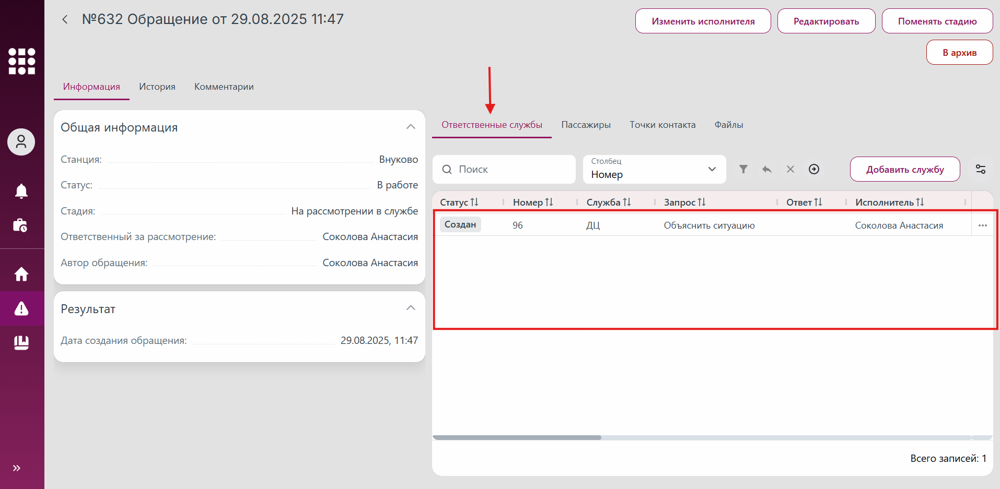 №632 Обращение от 29.08.2025 11:47
Изменить исполнителя
Редактировать
Поменять стадию
В архив
Информация
История
Комментарии
Общая информация
Станция: Внуково
Статус: В работе
Стадия: На рассмотрении в службе
Ответственный за рассмотрение: Соколова Анастасия
Автор обращения: Соколова Анастасия
Результат
Дата создания обращения: 29.08.2025, 11:47
Ответственные службы
Пассажиры
Точки контакта
Файлы
Поиск
Столбец
Номер
Добавить службу
Статус Номер Служба Запрос Ответ Исполнитель
Создан 96 ДЦ Объяснить ситуацию Соколова Анастасия
Всего записей: 1